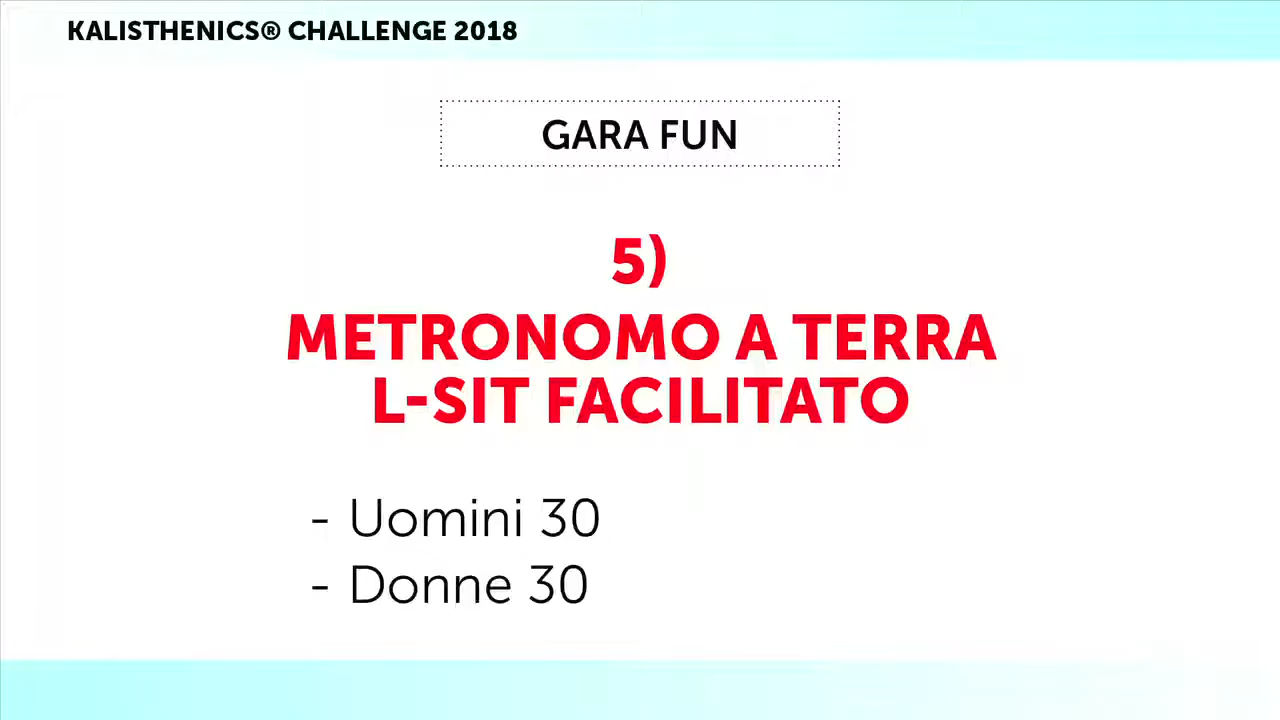 KALISTHENICS® CHALLENGE 2018
GARA FUN
5)
METRONOMO A TERRA
L-SIT FACILITATO
- Uomini 30
- Donne 30